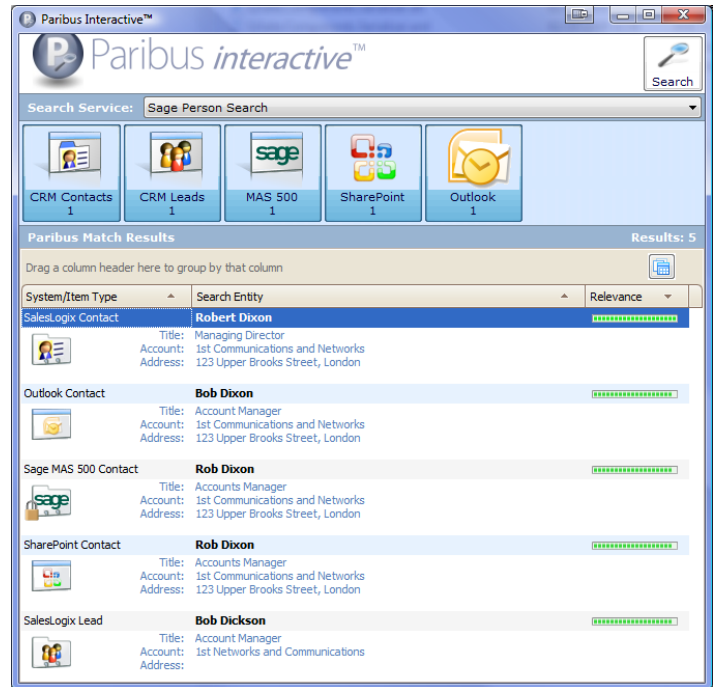 Paribus Interactive™
Paribus interactive™
Search
Search Service: Sage Person Search
CRM Contacts CRM Leads sage MAS 500 SharePoint Outlook
1 1 1 1 1
Paribus Match Results Results: 5
Drag a column header here to group by that column
System/Item Type Search Entity Relevance
SalesLogix Contact Robert Dixon
Title: Managing Director
Account: 1st Communications and Networks
Address: 123 Upper Brooks Street, London
Outlook Contact Bob Dixon
Title: Account Manager
Account: 1st Communications and Networks
Address: 123 Upper Brooks Street, London
Sage MAS 500 Contact Rob Dixon
sage
Title: Accounts Manager
Account: 1st Communications and Networks
Address: 123 Upper Brooks Street, London
SharePoint Contact Rob Dixon
Title: Accounts Manager
Account: 1st Communications and Networks
Address: 123 Upper Brooks Street, London
SalesLogix Lead Bob Dickson
Title: Account Manager
Account: 1st Networks and Communications
Address: